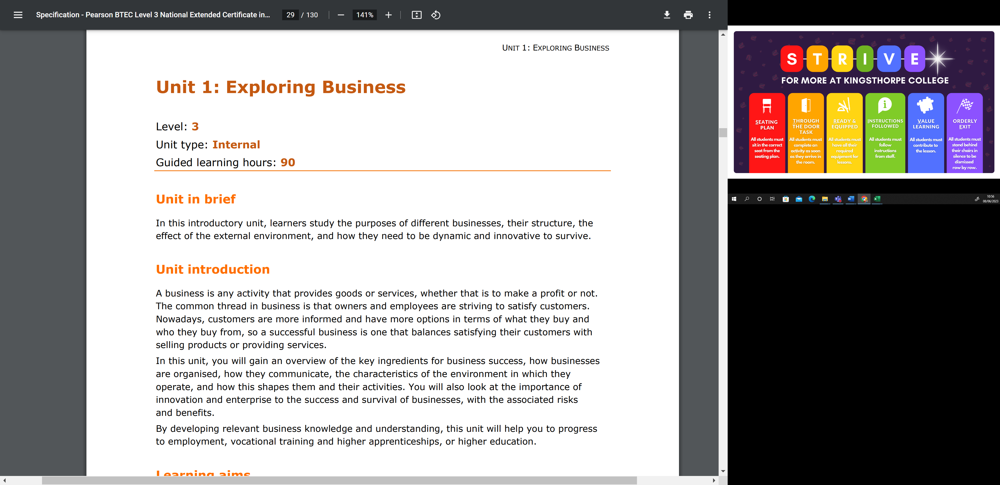 Specification - Pearson BTEC Level 3 National Extended Certificate in...
29 / 130
141%
UNIT 1: EXPLORING BUSINESS
Unit 1: Exploring Business
Level: 3
Unit type: Internal
Guided learning hours: 90
Unit in brief
In this introductory unit, learners study the purposes of different businesses, their structure, the
effect of the external environment, and how they need to be dynamic and innovative to survive.
Unit introduction
A business is any activity that provides goods or services, whether that is to make a profit or not.
The common thread in business is that owners and employees are striving to satisfy customers.
Nowadays, customers are more informed and have more options in terms of what they buy and
who they buy from, so a successful business is one that balances satisfying their customers with
selling products or providing services.
In this unit, you will gain an overview of the key ingredients for business success, how businesses
are organised, how they communicate, the characteristics of the environment in which they
operate, and how this shapes them and their activities. You will also look at the importance of
innovation and enterprise to the success and survival of businesses, with the associated risks
and benefits.
By developing relevant business knowledge and understanding, this unit will help you to progress
to employment, vocational training and higher apprenticeships, or higher education.
Learning aims
STRIVE
FOR MORE AT KINGSTHORPE COLLEGE
SEATING
PLAN
All students must
sit in the correct
seat from the
seating plan.
THROUGH
THE DOOR
TASK
All students must
complete an
activity as soon
as they arrive in
the room.
READY &
EQUIPPED
All students must
have all their
required
equipment for
lessons.
INSTRUCTIONS
FOLLOWED
All students must
follow
instructions
from staff.
VALUE
LEARNING
All students must
contribute to
the lesson.
ORDERLY
EXIT
All students must
stand behind
their chairs in
silence to be
dismissed
row by row.
10:56
08/06/2023